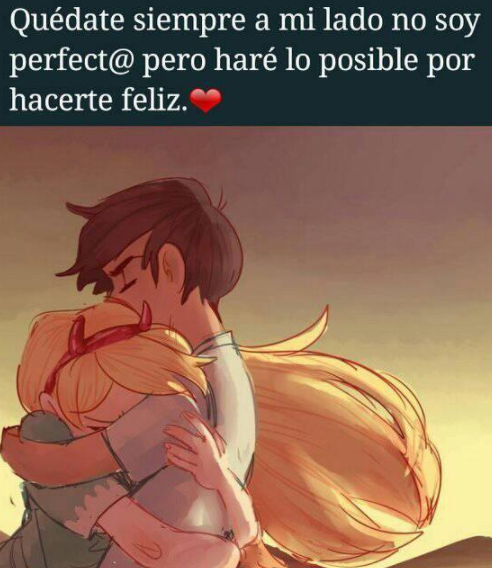 Quédate siempre a mi lado no soy
perfect@ pero haré lo posible por
hacerte feliz.❤